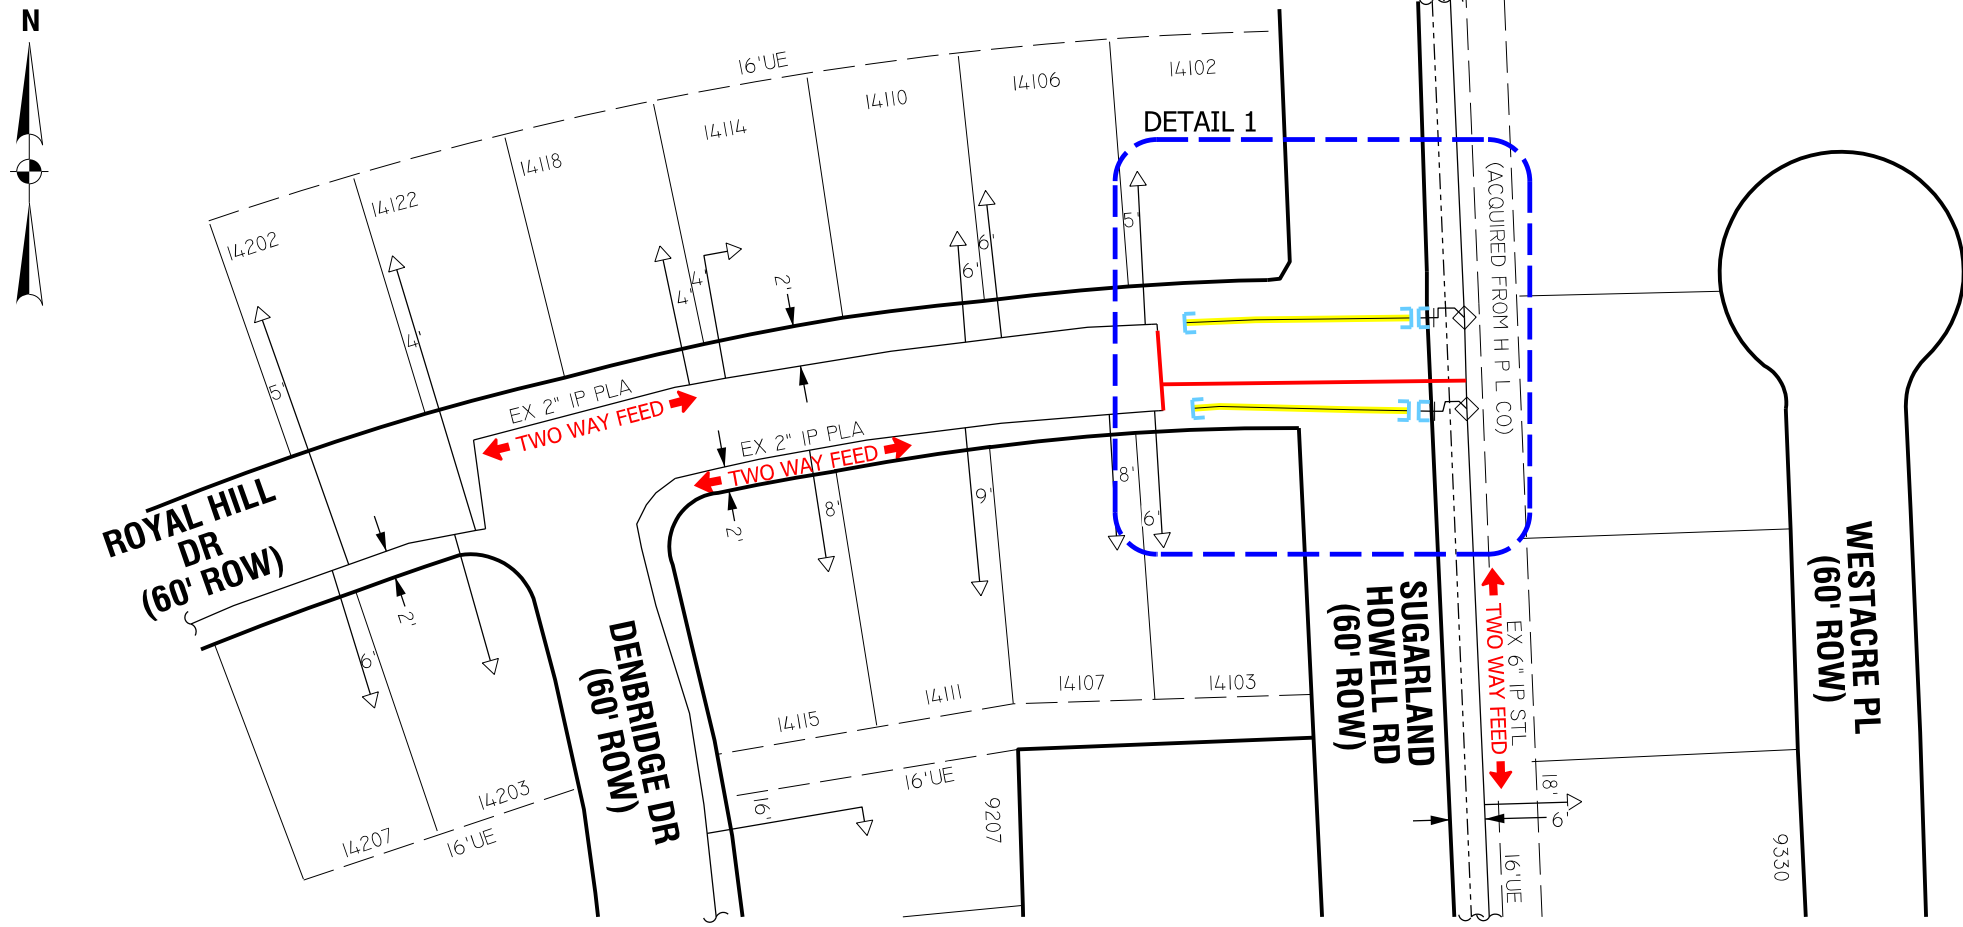 N
16'UE
14102
14106
14110
14114
14118
14122
14202
DETAIL 1
(ACQUIRED FROM H P L CO)
5'
6'
6'
4'
4'
2'
4'
5'
EX 2" IP PLA
TWO WAY FEED
EX 2" IP PLA
TWO WAY FEED
2'
8'
9'
8'
6'
ROYAL HILL
DR
(60' ROW)
2'
6'
DENBRIDGE DR
(60' ROW)
SUGARLAND
HOWELL RD
(60' ROW)
EX 6" IP STL
TWO WAY FEED
WESTACRE PL
(60' ROW)
14103
14107
14111
14115
16'UE
16'
9207
14203
14207
16'UE
18'
6'
16'UE
9330